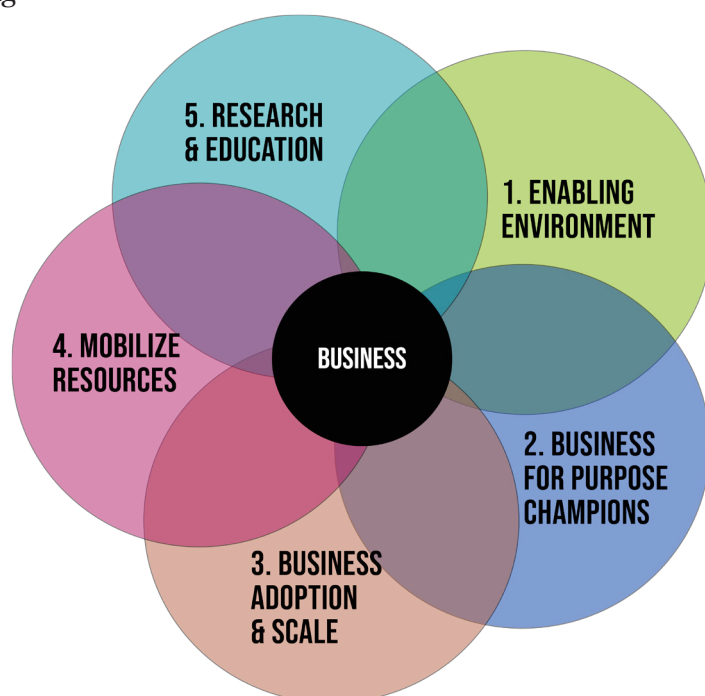 5. RESEARCH
& EDUCATION
1. ENABLING
ENVIRONMENT
4. MOBILIZE
RESOURCES
BUSINESS
2. BUSINESS
FOR PURPOSE
CHAMPIONS
3. BUSINESS
ADOPTION
& SCALE